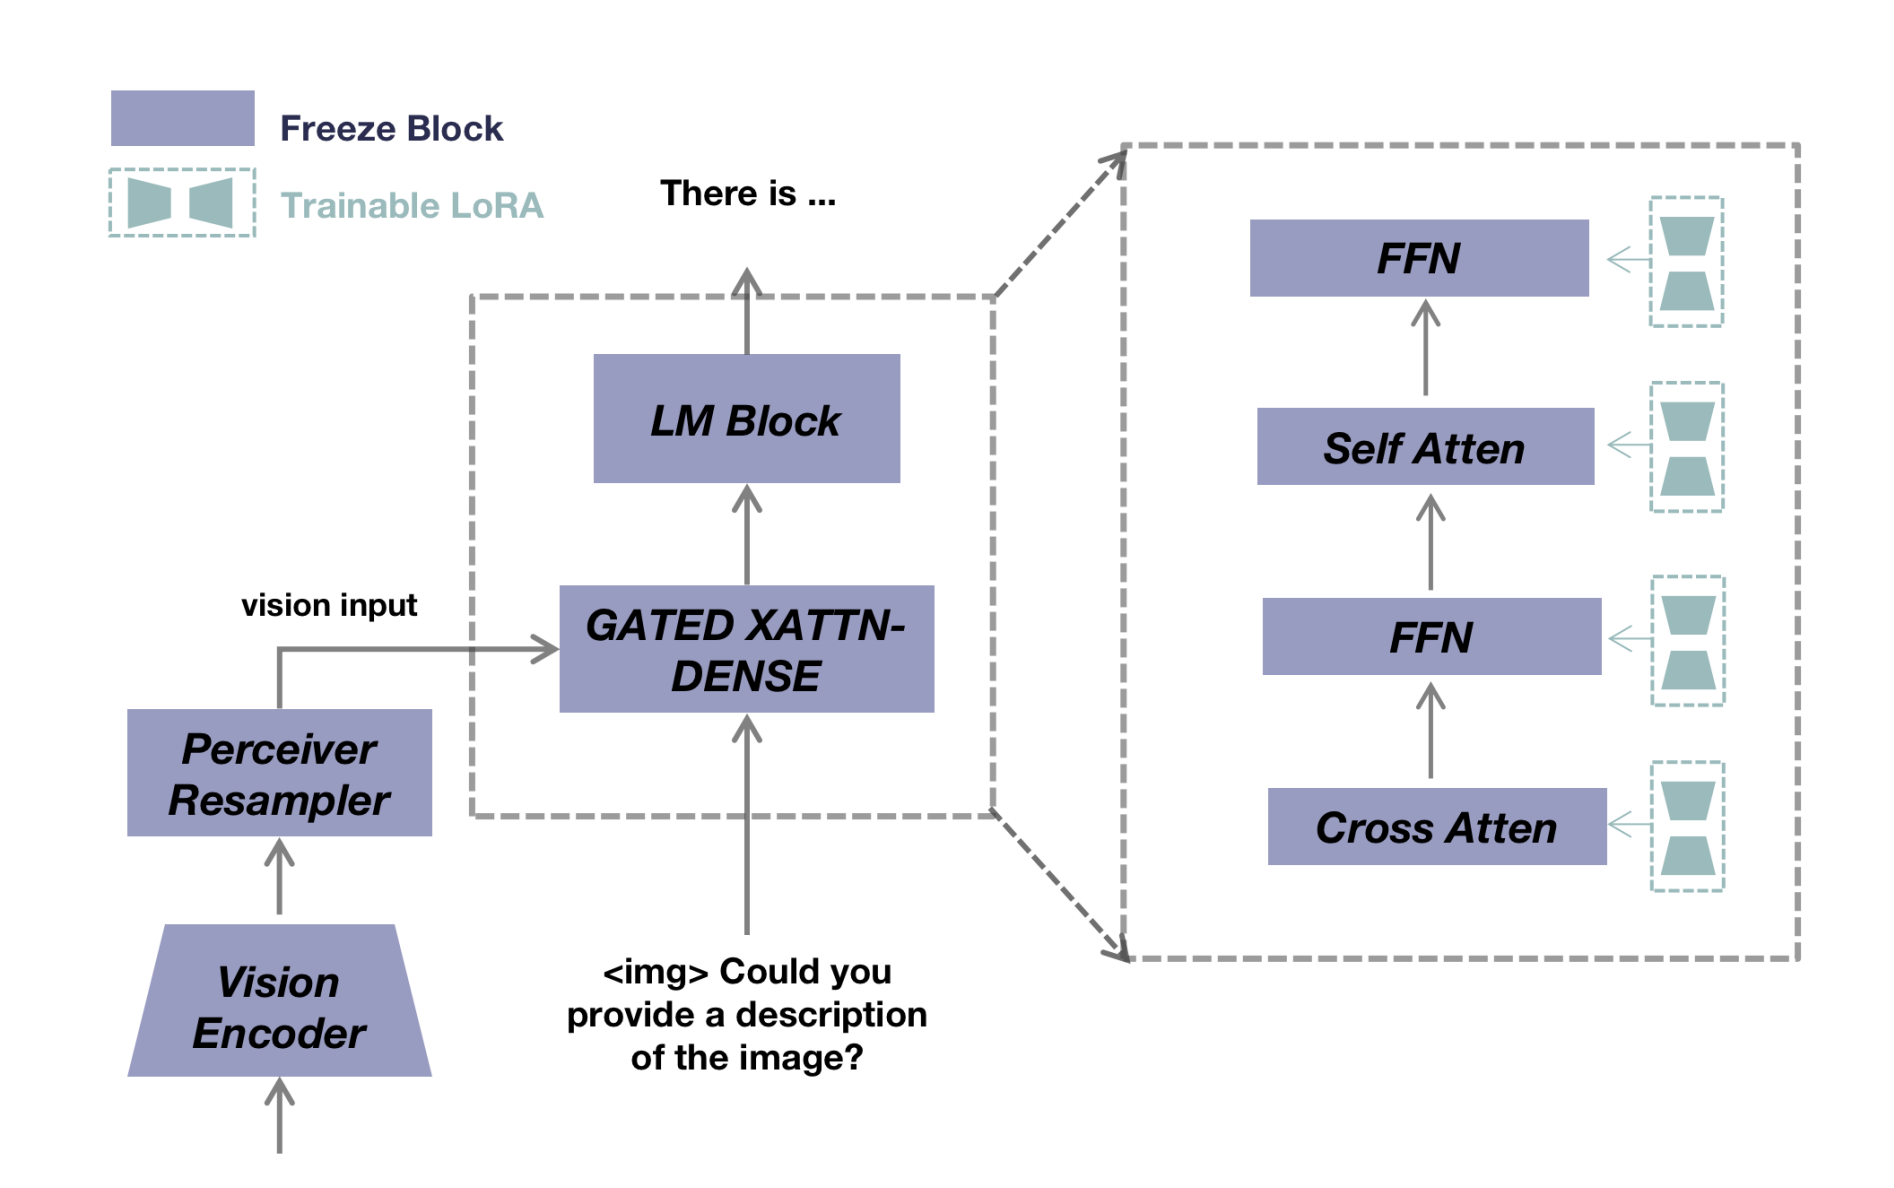 Freeze Block
Trainable LoRA
There is ...
LM Block
GATED XATTN-
DENSE
vision input
Perceiver
Resampler
Vision
Encoder
<img> Could you
provide a description
of the image?
FFN
Self Atten
FFN
Cross Atten